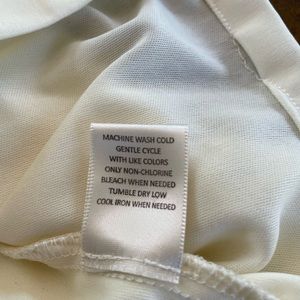 MACHINE WASH COLD
GENTLE CYCLE
WITH LIKE COLORS
ONLY NON-CHLORINE
BLEACH WHEN NEEDED
TUMBLE DRY LOW
COOL IRON WHEN NEEDED